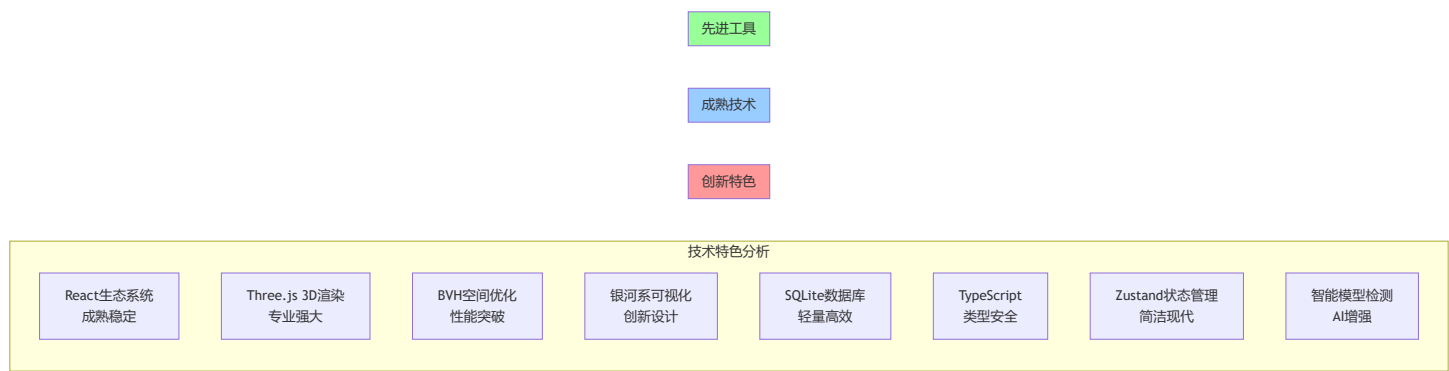 先进工具
成熟技术
创新特色
技术特色分析
React生态系统
成熟稳定
Three.js 3D渲染
专业强大
BVH空间优化
性能突破
银河系可视化
创新设计
SQLite数据库
轻量高效
TypeScript
类型安全
Zustand状态管理
简洁现代
智能模型检测
AI增强